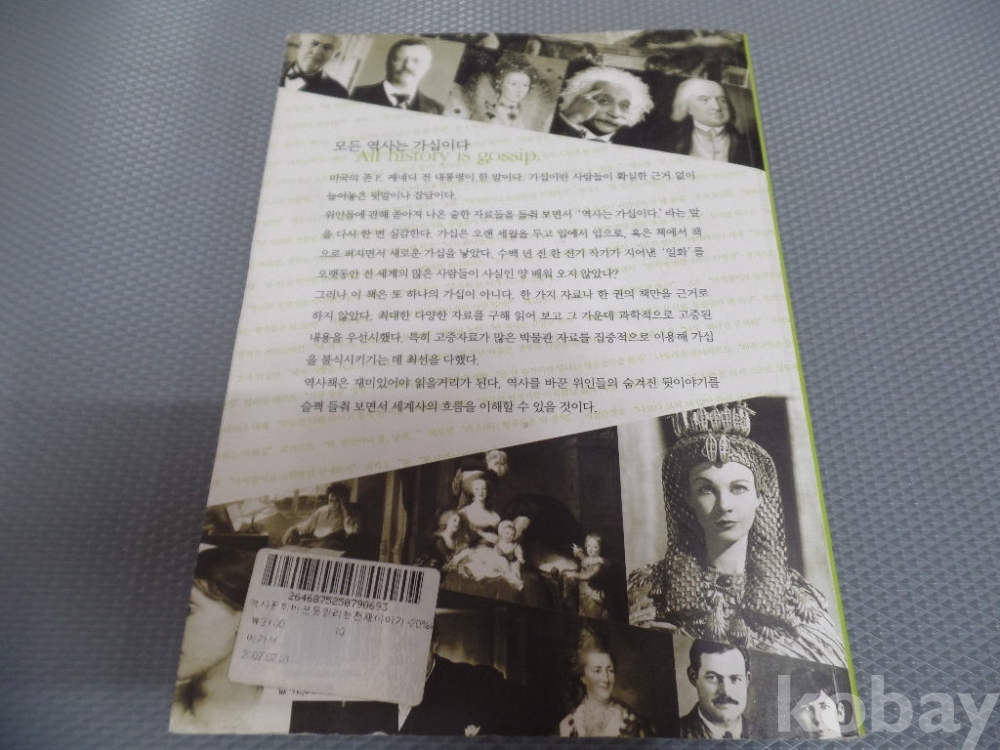 모든 역사는 가십이다
All history is gossip.
미국의 존 F. 케네디 전 대통령이 한 말이다. 가십이란 사람들이 확실한 근거 없이
늘어놓은 뒷말이나 잡담이다.
위인들에 관해 쏟아져 나온 숱한 자료들을 들춰 보면서 ‘역사는 가십이다.’ 라는 말
을 다시 한 면 실감한다. 가십은 오랜 세월을 두고 입에서 입으로, 혹은 책에서 책
으로 퍼지면서 새로운 가십을 낳았다. 수백 년 전 한 전기 작가가 지어낸 ‘일화’ 를
오랫동안 전 세계의 많은 사람들이 사실인 양 배워 오지 않았나?
그러나 이 책은 또 하나의 가십이 아니다. 한 가지 자료나 한 권의 책만을 근거로
하지 않았다. 최대한 다양한 자료를 구해 읽어 보고 그 가운데 과학적으로 고증된
내용을 우선시했다. 특히 고증자료가 많은 박물관 자료를 집중적으로 이용해 가십
을 불식시키기는 데 최선을 다했다.
역사책은 재미있어야 읽을거리가 된다. 역사를 바꾼 위인들의 숨겨진 뒷이야기를
슬쩍 들춰 보면서 세계사의 흐름을 이해할 수 있을 것이다.
2646875250790693
10
2007.02.01
kobay